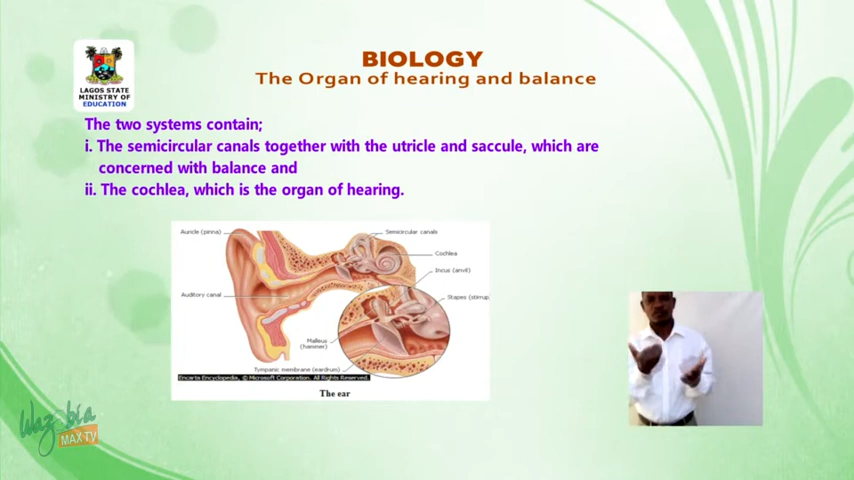 LAGOS STATE
MINISTRY OF
EDUCATION
BIOLOGY
The Organ of hearing and balance
The two systems contain;
i. The semicircular canals together with the utricle and saccule, which are
concerned with balance and
ii. The cochlea, which is the organ of hearing.
Auricle (pinna)
Semicircular canals
Cochlea
Incus (anvil)
Auditory canal
Stapes (stirrup
Malleus
(hammer)
Tympanic membrane (eardrum)
Encarta Encyclopedia, © Microsoft Corporation. All Rights Reserved.
The ear
Wazobia
MAX TV